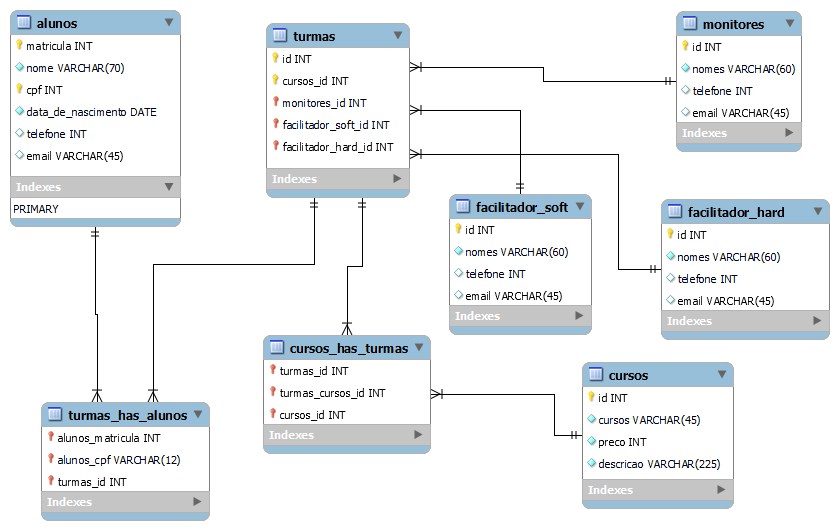 alunos
matricula INT
nome VARCHAR(70)
cpf INT
data_de_nascimento DATE
telefone INT
email VARCHAR(45)
Indexes
PRIMARY
turmas
id INT
cursos_id INT
monitores_id INT
facilitador_soft_id INT
facilitador_hard_id INT
Indexes
monitores
id INT
nomes VARCHAR(60)
telefone INT
email VARCHAR(45)
Indexes
facilitador_soft
id INT
nomes VARCHAR(60)
telefone INT
email VARCHAR(45)
Indexes
facilitador_hard
id INT
nomes VARCHAR(60)
telefone INT
email VARCHAR(45)
Indexes
cursos_has_turmas
turmas_id INT
turmas_cursos_id INT
cursos_id INT
Indexes
cursos
id INT
cursos VARCHAR(45)
preco INT
descricao VARCHAR(225)
Indexes
turmas_has_alunos
alunos_matricula INT
alunos_cpf VARCHAR(12)
turmas_id INT
Indexes